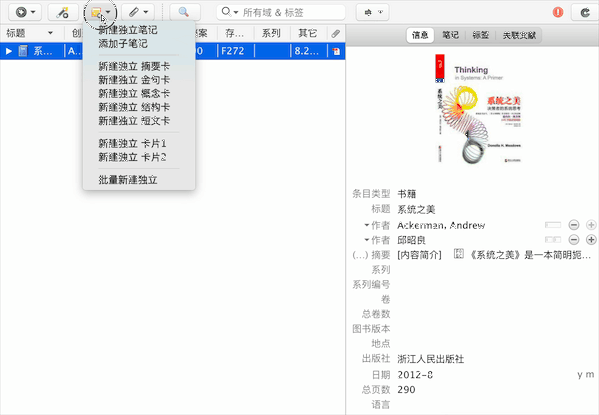 所有域 & 标签
标题
创
档案
存...
系列
其它
系...
A...
90
F272
8.2...
新建独立笔记
添加子笔记
新建独立 摘要卡
新建独立 金句卡
新建独立 概念卡
新建独立 结构卡
新建独立 短文卡
新建独立 卡片1
新建独立 卡片2
批量新建独立
信息 笔记 标签 关联文献
Thinking
in Systems: A Primer
系统之美
Donella H. Meadows
条目类型 书籍
标题 系统之美
作者 Ackerman, Andrew
作者 邱昭良
(...) 摘要 [内容简介] 《系统之美》是一本简明扼...
系列
系列编号
卷
总卷数
图书版本
地点
出版社 浙江人民出版社
日期 2012-8 y m
总页数 290
语言